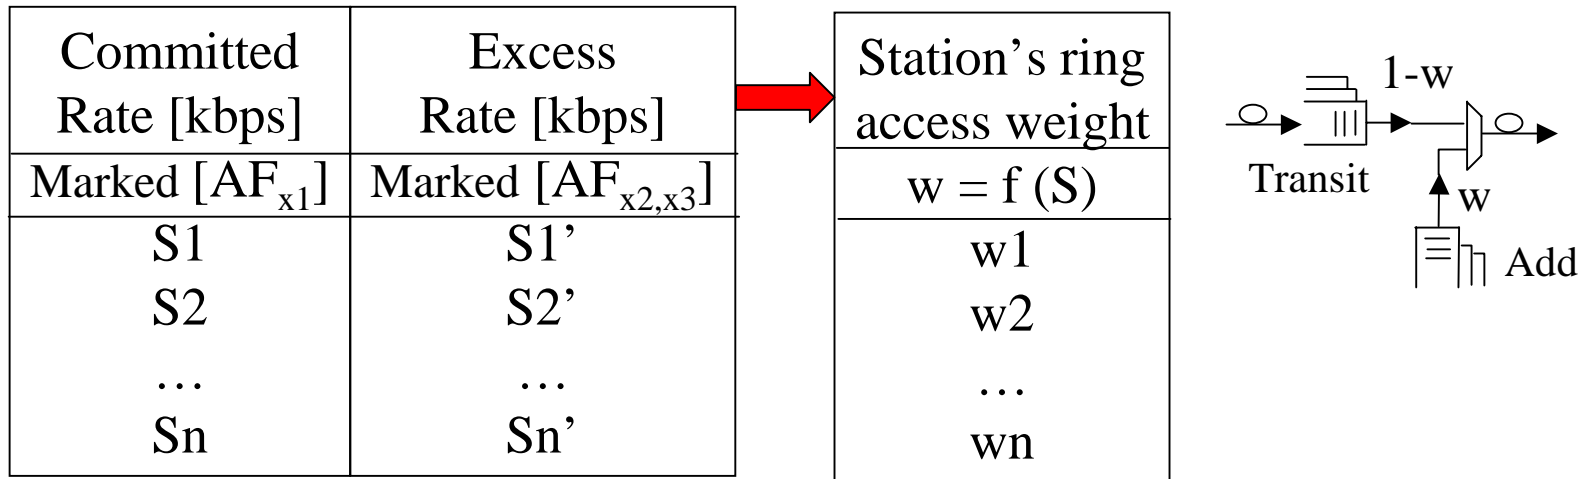 Committed
Rate [kbps]
Excess
Rate [kbps]
Marked [AFx1]
Marked [AFx2,x3]
S1
S1’
S2
S2’
…
…
Sn
Sn’
Station’s ring
access weight
w = f (S)
w1
w2
…
wn
1-w
Transit
w
Add